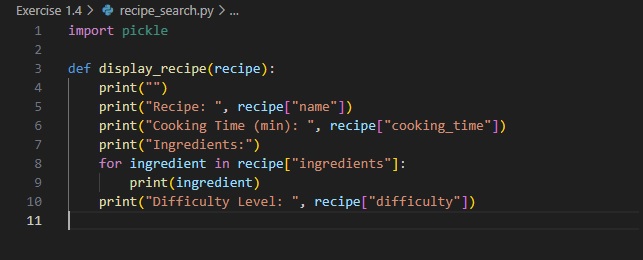 Exercise 1.4 > recipe_search.py > ...
1 import pickle
2
3 def display_recipe(recipe):
4     print("")
5     print("Recipe: ", recipe["name"])
6     print("Cooking Time (min): ", recipe["cooking_time"])
7     print("Ingredients:")
8     for ingredient in recipe["ingredients"]:
9         print(ingredient)
10     print("Difficulty Level: ", recipe["difficulty"])
11